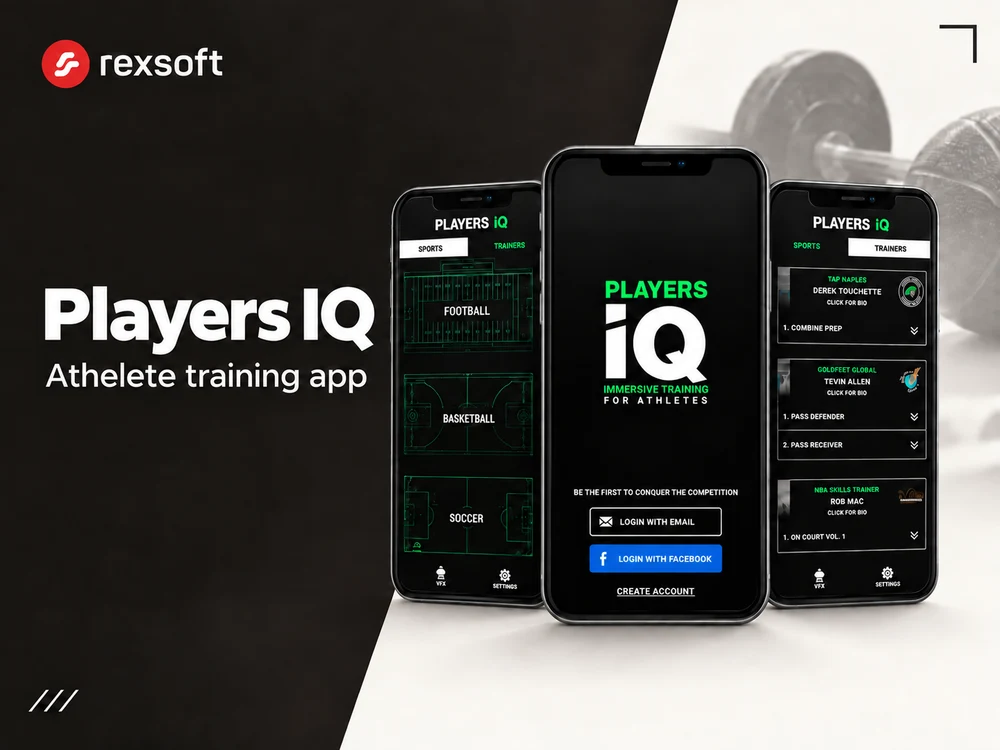 rexsoft
Players IQ
Athelete training app
PLAYERS iQ
SPORTS
TRAINERS
FOOTBALL
BASKETBALL
SOCCER
VFX
SETTINGS
PLAYERS
iQ
IMMERSIVE TRAINING
FOR ATHLETES
BE THE FIRST TO CONQUER THE COMPETITION
LOGIN WITH EMAIL
f LOGIN WITH FACEBOOK
CREATE ACCOUNT
PLAYERS iQ
SPORTS
TRAINERS
TAP NAPLES
DEREK TOUCHETTE
CLICK FOR BIO
1. COMBINE PREP
GOLDFEET GLOBAL
TEVIN ALLEN
CLICK FOR BIO
1. PASS DEFENDER
2. PASS RECEIVER
NBA SKILLS TRAINER
ROB MAC
CLICK FOR BIO
1. ON COURT VOL. 1
VFX
SETTINGS